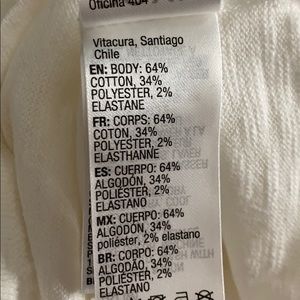 Oficina 404
Vitacura, Santiago
Chile
EN: BODY: 64%
COTTON, 34%
POLYESTER, 2%
ELASTANE
FR: CORPS: 64%
COTON, 34%
POLYESTER, 2%
ELASTHANNE
ES: CUERPO: 64%
ALGODÓN, 34%
POLIÉSTER, 2%
ELASTANO
MX: CUERPO: 64%
ALGODÓN, 34%
poliéster, 2% elastano
BR: CORPO: 64%
ALGODÃO, 34%
POLIÉSTER, 2%
ELASTANO